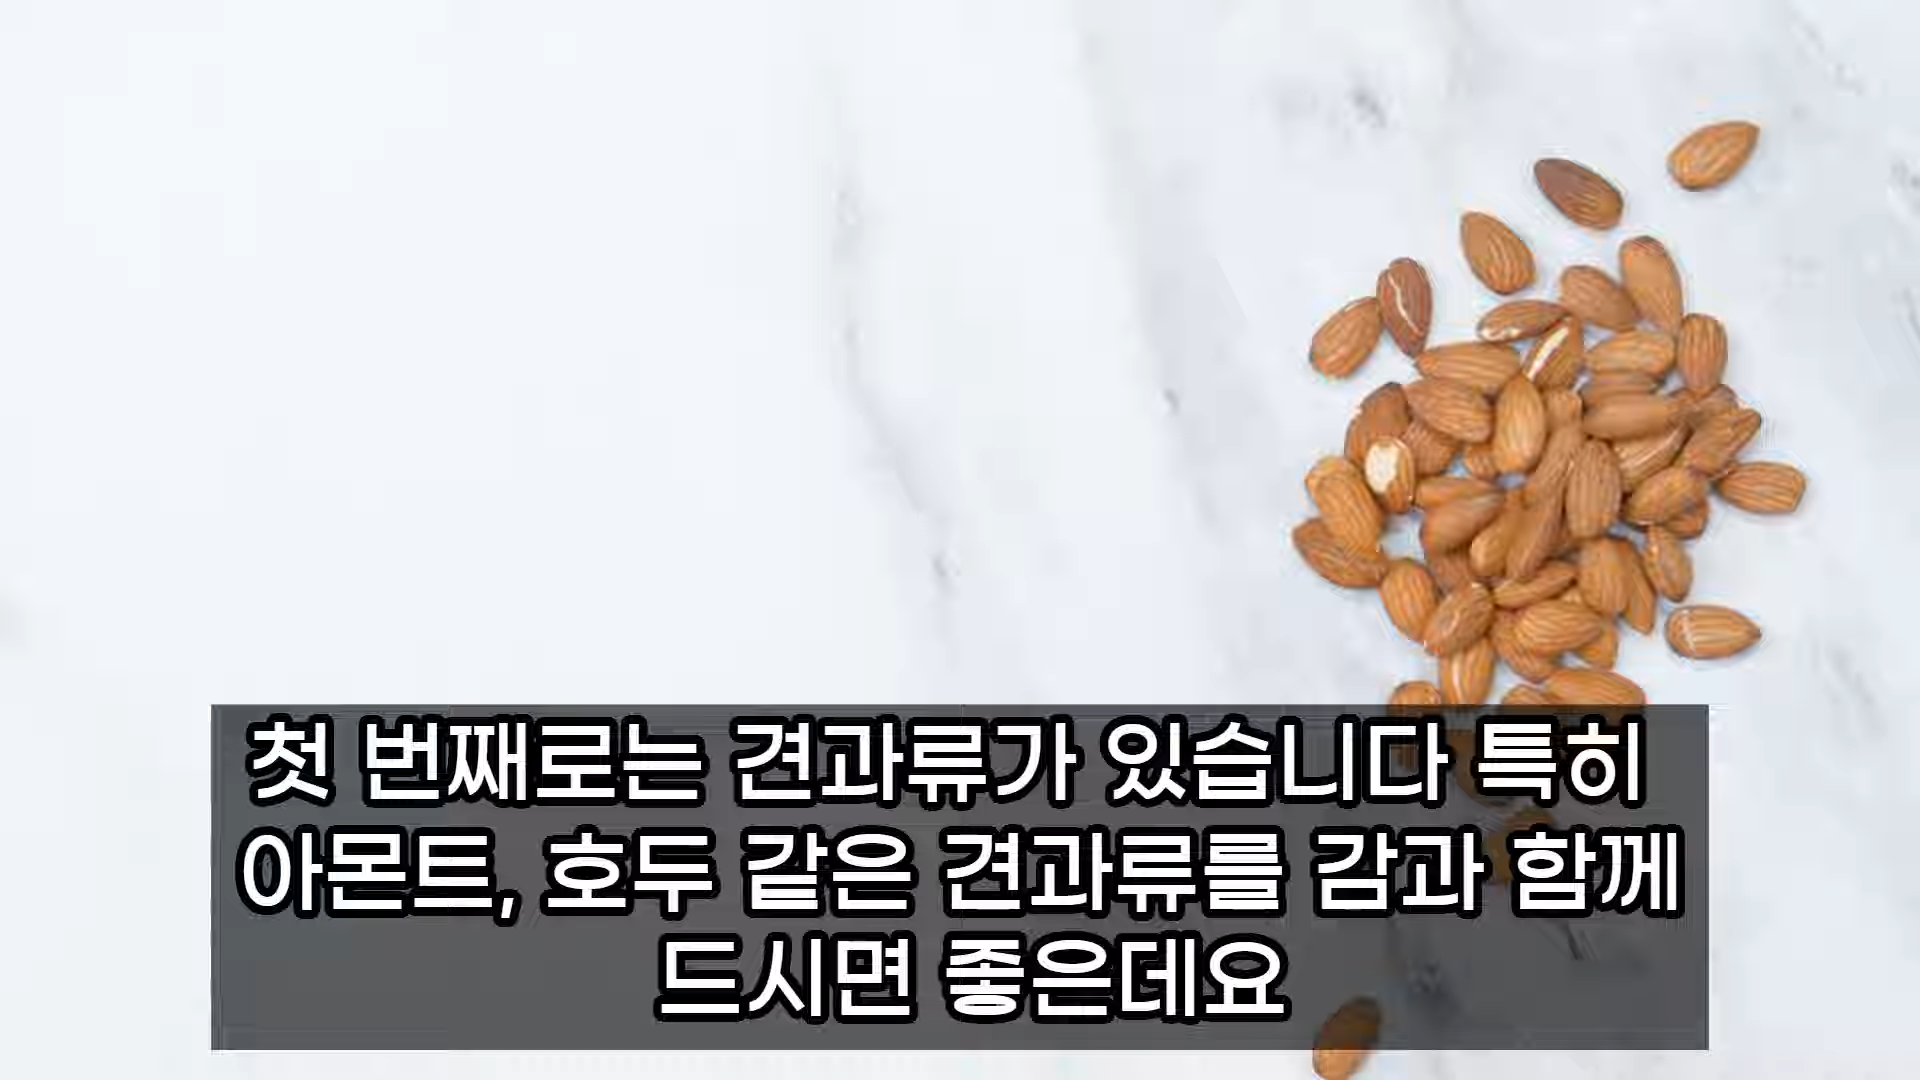 첫 번째로는 견과류가 있습니다 특히
아몬트, 호두 같은 견과류를 감과 함께
드시면 좋은데요